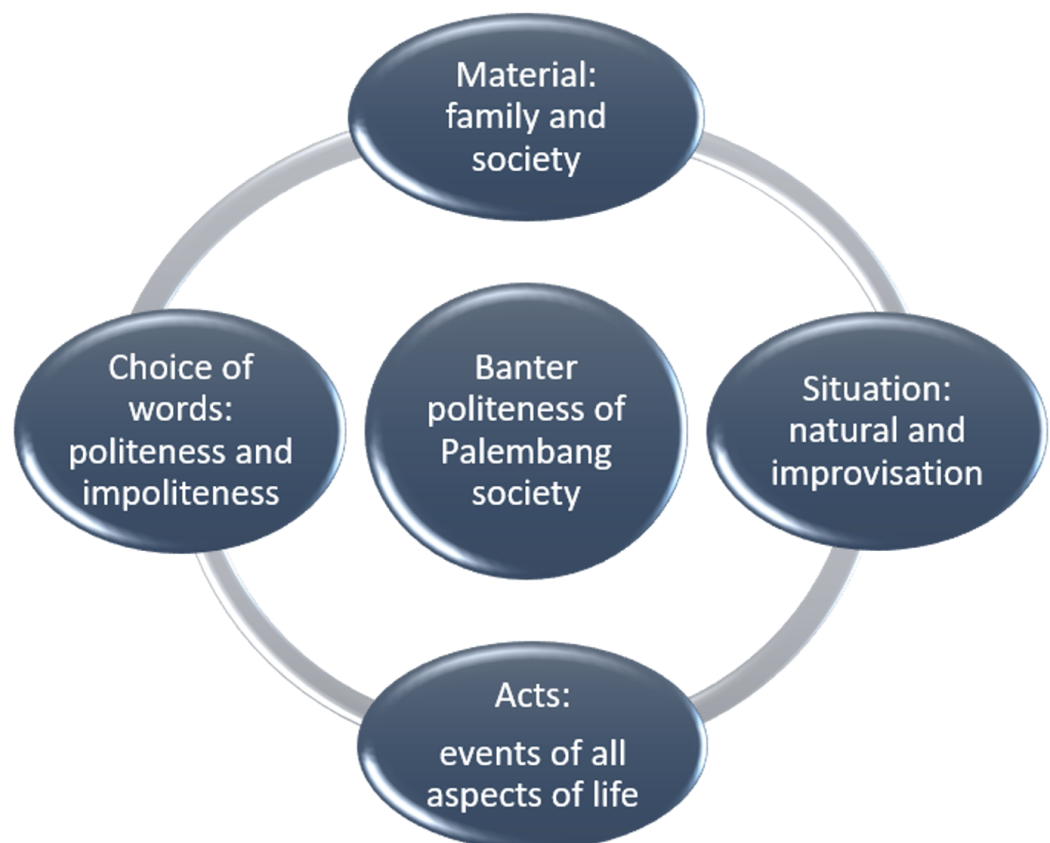 Material:
family and
society
Choice of
words:
politeness and
impoliteness
Banter
politeness of
Palembang
society
Situation:
natural and
improvisation
Acts:
events of all
aspects of life